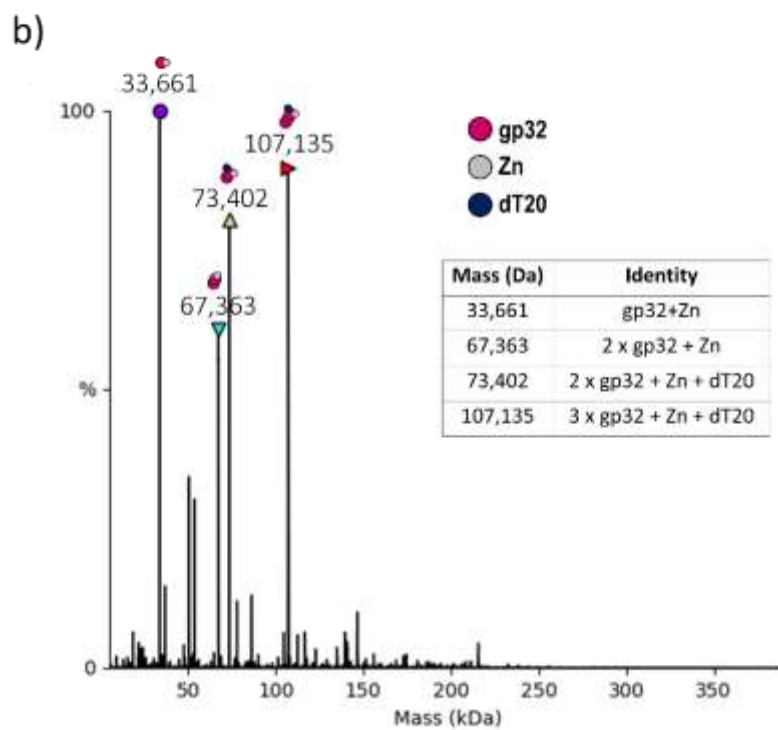 b)
33,661
100
107,135
gp32
Zn
73,402
dT20
Mass (Da) Identity
67,363
33,661 gp32+Zn
67,363 2 x gp32 + Zn
73,402 2 x gp32 + Zn + dT20
%
107,135 3 x gp32 + Zn + dT20
0
50 100 150 200 250 300 350
Mass (kDa)